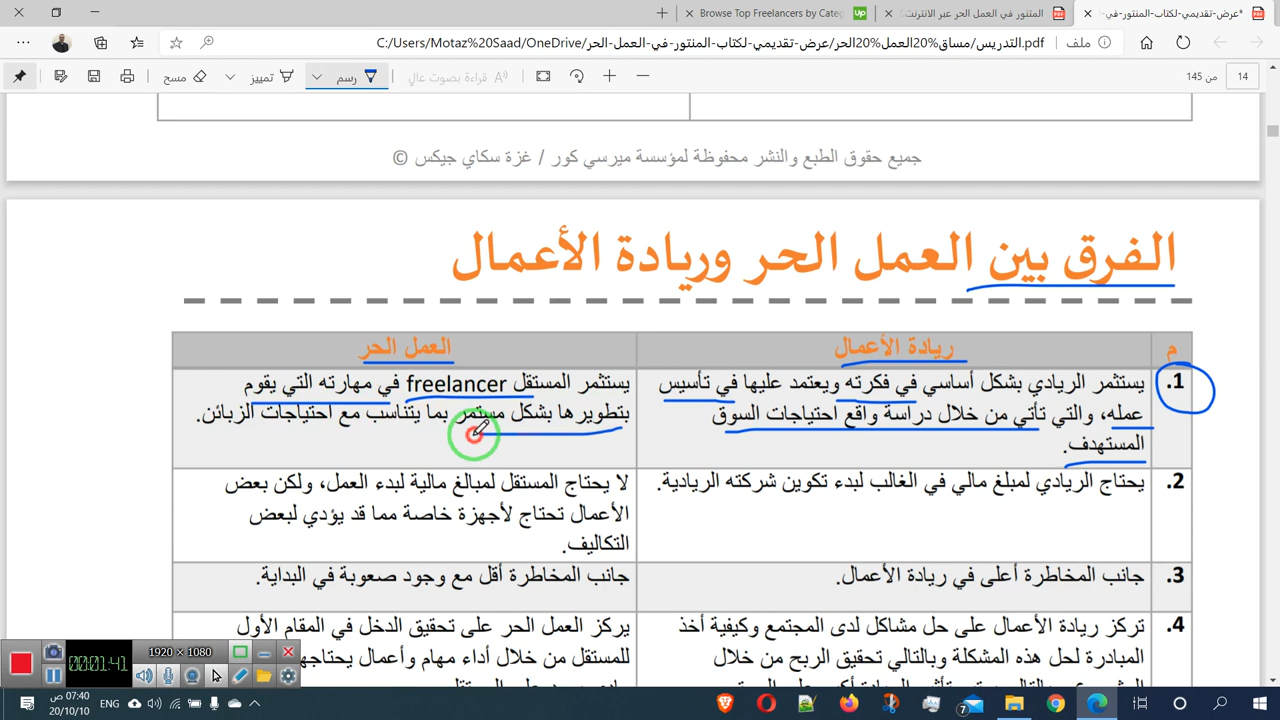 *عرض-تقديمي-لكتاب-المنتور-في-
المنتور في العمل الحر عبر الانترنت
Browse Top Freelancers by Categ
ملف
C:/Users/Motaz%20Saad/OneDrive/التدريس/مساق%20العمل%20الحر/عرض-تقديمي-لكتاب-المنتور-في-العمل-الحر.pdf
14 من 145
قراءة بصوت عالٍ
رسم
تمييز
مسح
جميع حقوق الطبع والنشر محفوظة لمؤسسة ميرسي كور / غزة سكاي جيكس ©
الفرق بين العمل الحر وريادة الأعمال
م ريادة الأعمال العمل الحر
1. يستثمر الريادي بشكل أساسي في فكرته ويعتمد عليها في تأسيس
عمله، والتي تأتي من خلال دراسة واقع احتياجات السوق
المستهدف.
يستثمر المستقل freelancer في مهارته التي يقوم
بتطويرها بشكل مستمر بما يتناسب مع احتياجات الزبائن.
2. يحتاج الريادي لمبلغ مالي في الغالب لبدء تكوين شركته الريادية.
لا يحتاج المستقل لمبالغ مالية لبدء العمل، ولكن بعض
الأعمال تحتاج لأجهزة خاصة مما قد يؤدي لبعض
التكاليف.
3. جانب المخاطرة أعلى في ريادة الأعمال.
جانب المخاطرة أقل مع وجود صعوبة في البداية.
4. تركز ريادة الأعمال على حل مشاكل لدى المجتمع وكيفية أخذ
المبادرة لحل هذه المشكلة وبالتالي تحقيق الربح من خلال
يركز العمل الحر على تحقيق الدخل في المقام الأول
للمستقل من خلال أداء مهام وأعمال يحتاجها
00:01:41
1920 × 1080
07:40 ص
20/10/10
ENG
7